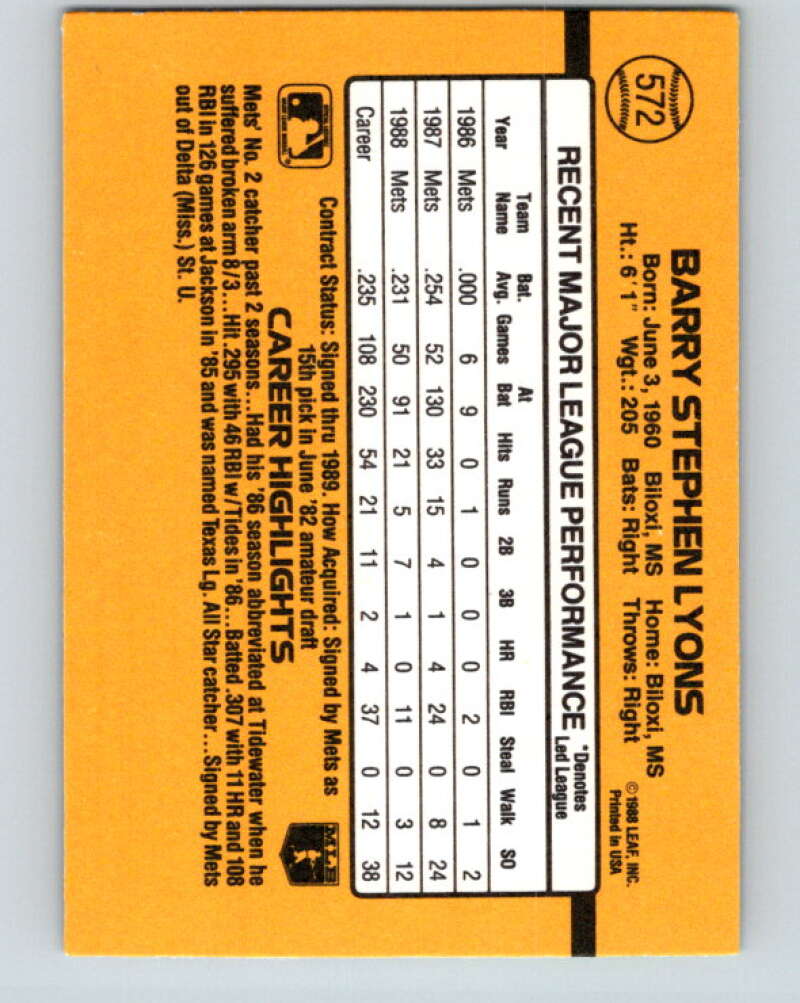 572
BARRY STEPHEN LYONS
Born: June 3, 1960 Biloxi, MS Home: Biloxi, MS
Ht.: 6'1" Wgt.: 205 Bats: Right Throws: Right
©1988 LEAF, INC.
Printed in USA
RECENT MAJOR LEAGUE PERFORMANCE *Denotes
Led League
Team Bat. At
Year Name Avg. Games Bat Hits Runs 2B 3B HR RBI Steal Walk SO
1986 Mets .000 6 9 0 1 0 0 0 2 0 1 2
1987 Mets .254 52 130 33 15 4 1 4 24 0 8 24
1988 Mets .231 50 91 21 5 7 1 0 11 0 3 12
Career .235 108 230 54 21 11 2 4 37 0 12 38
Contract Status: Signed thru 1989. How Acquired: Signed by Mets as
15th pick in June '82 amateur draft
MLB
CAREER HIGHLIGHTS
Mets' No. 2 catcher past 2 seasons...Had his '86 season abbreviated at Tidewater when he
suffered broken arm 8/3...Hit .295 with 46 RBI w/Tides in '86...Batted .307 with 11 HR and 108
RBI in 126 games at Jackson in '85 and was named Texas Lg. All Star catcher...Signed by Mets
out of Delta (Miss.) St. U.